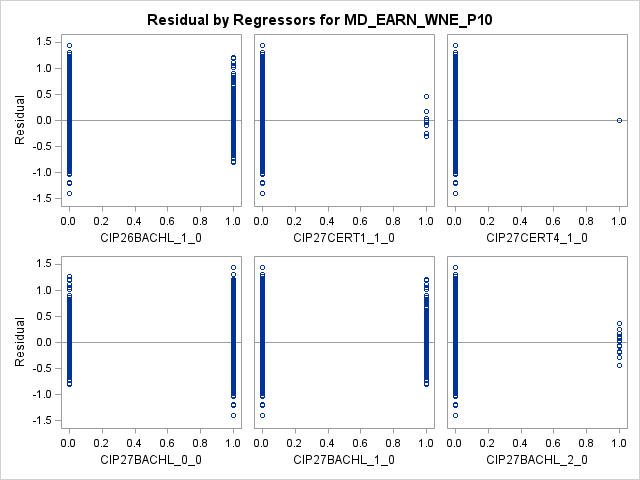 Residual by Regressors for MD_EARN_WNE_P10
1.5
1.0
0.5
0.0
-0.5
-1.0
-1.5
Residual
0.0 0.2 0.4 0.6 0.8 1.0
CIP26BACHL_1_0
0.0 0.2 0.4 0.6 0.8 1.0
CIP27CERT1_1_0
0.0 0.2 0.4 0.6 0.8 1.0
CIP27CERT4_1_0
1.5
1.0
0.5
0.0
-0.5
-1.0
-1.5
Residual
0.0 0.2 0.4 0.6 0.8 1.0
CIP27BACHL_0_0
0.0 0.2 0.4 0.6 0.8 1.0
CIP27BACHL_1_0
0.0 0.2 0.4 0.6 0.8 1.0
CIP27BACHL_2_0